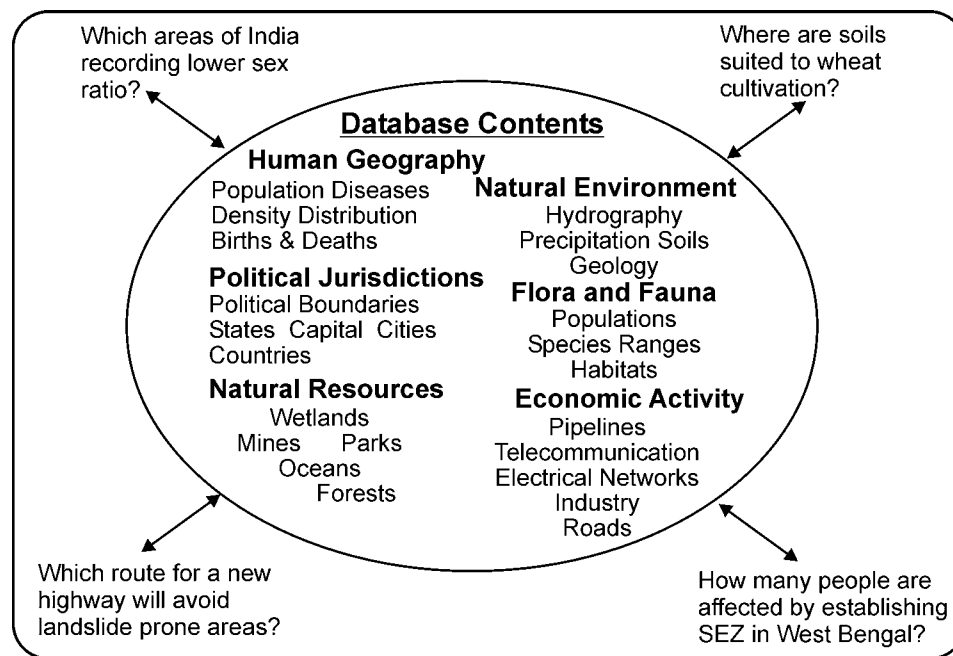 Which areas of India
recording lower sex
ratio?
Where are soils
suited to wheat
cultivation?
Database Contents
Human Geography
Population Diseases
Density Distribution
Births & Deaths
Political Jurisdictions
Political Boundaries
States Capital Cities
Countries
Natural Resources
Wetlands
Mines Parks
Oceans
Forests
Natural Environment
Hydrography
Precipitation Soils
Geology
Flora and Fauna
Populations
Species Ranges
Habitats
Economic Activity
Pipelines
Telecommunication
Electrical Networks
Industry
Roads
Which route for a new
highway will avoid
landslide prone areas?
How many people are
affected by establishing
SEZ in West Bengal?